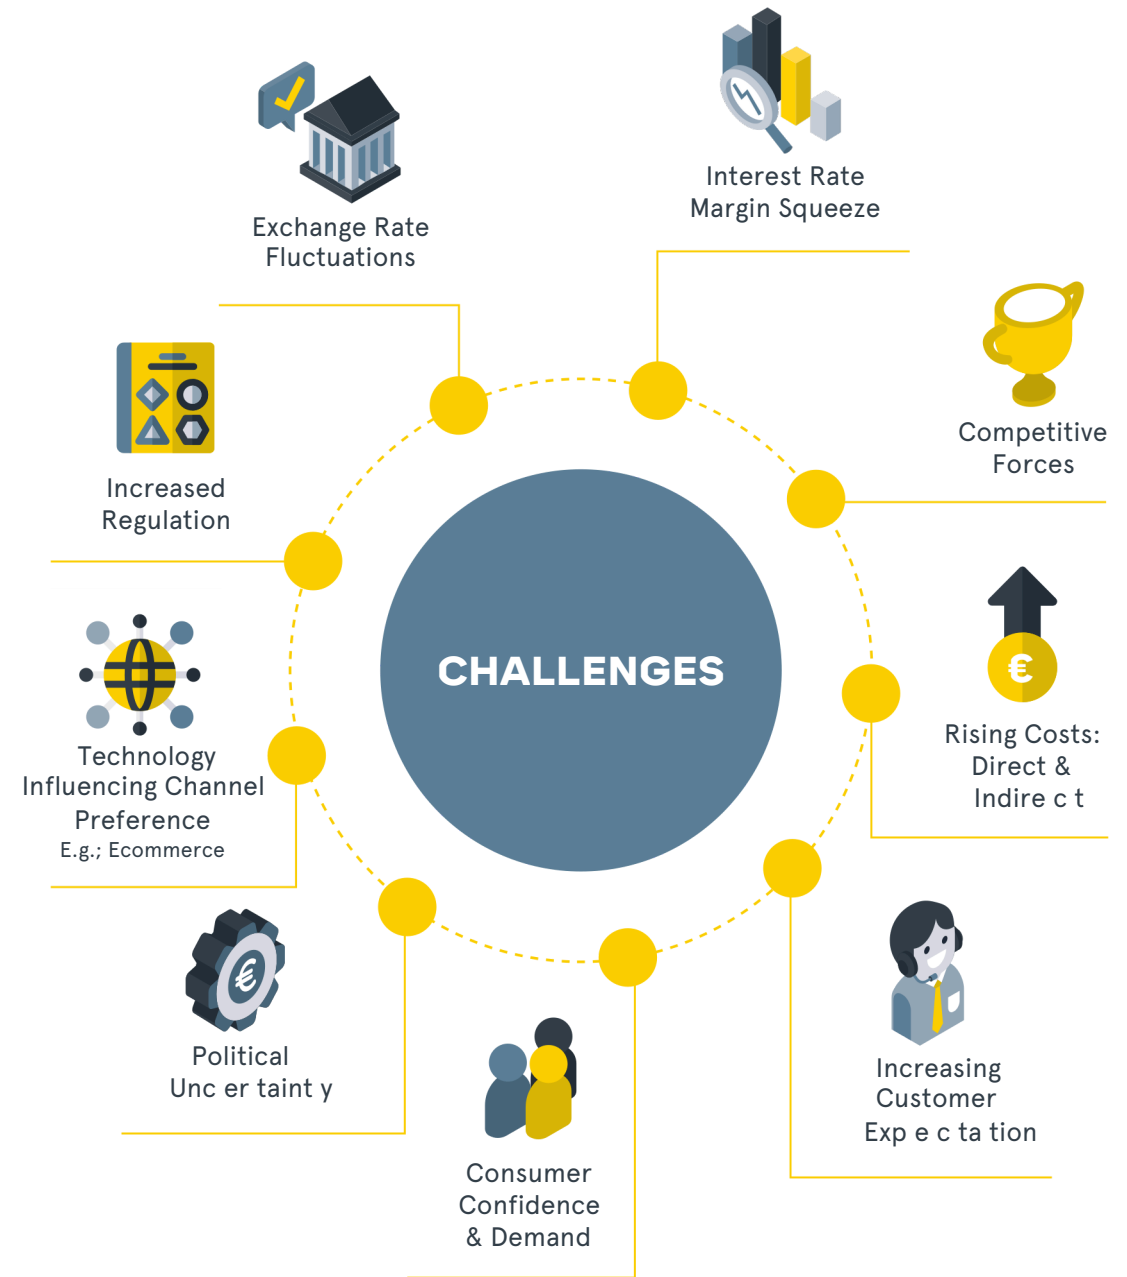 Interest Rate
Margin Squeeze
Exchange Rate
Fluctuations
Competitive
Forces
Increased
Regulation
CHALLENGES
Rising Costs:
Direct &
Indire c t
Technology
Influencing Channel
Preference
E.g.; Ecommerce
Political
Unc er taint y
Increasing
Customer
Exp e c ta tion
Consumer
Confidence
& Demand
€
€